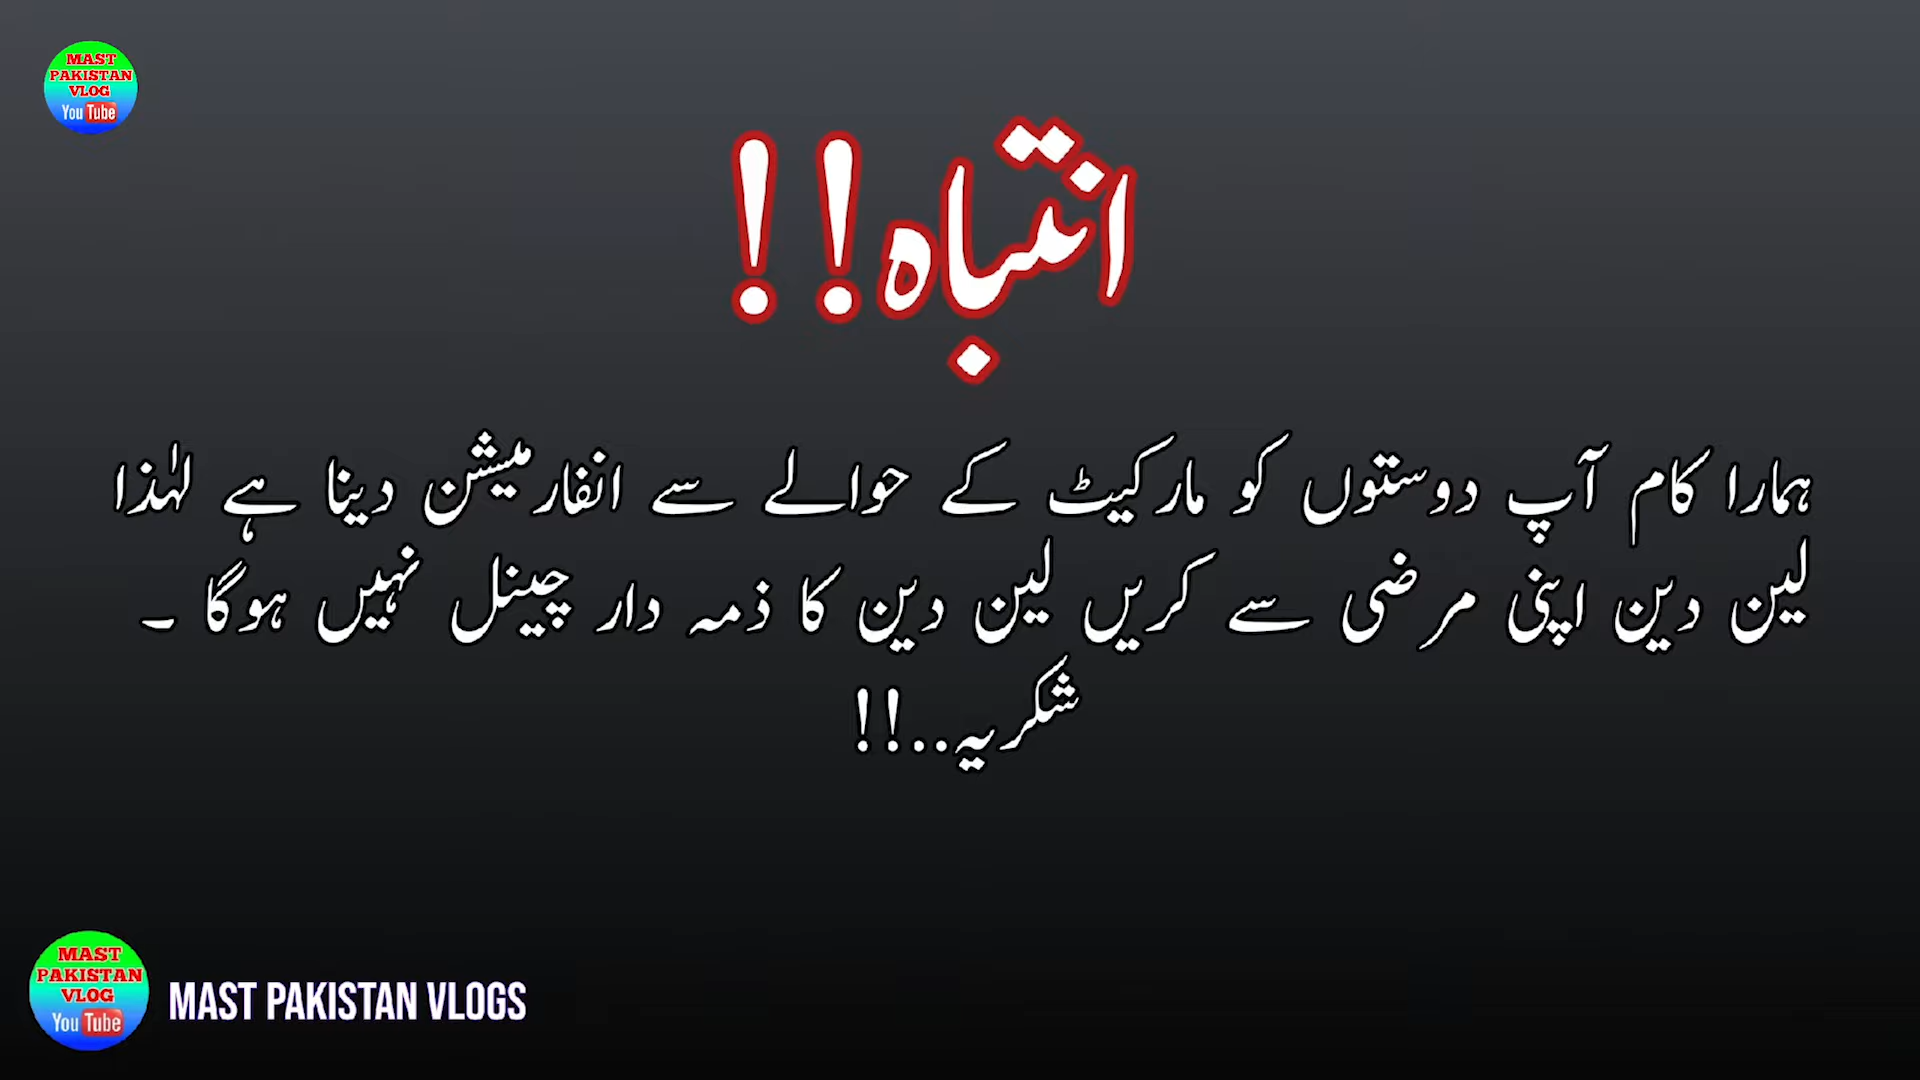 MAST
PAKISTAN
VLOG
You Tube
انتباہ!!
ہمارا کام آپ دوستوں کو مارکیٹ کے حوالے سے انفارمیشن دینا ہے لہٰذا
لین دین اپنی مرضی سے کریں لین دین کا ذمہ دار چینل نہیں ہوگا ۔
شکریہ..!!
MAST
PAKISTAN
VLOG
You Tube
MAST PAKISTAN VLOGS